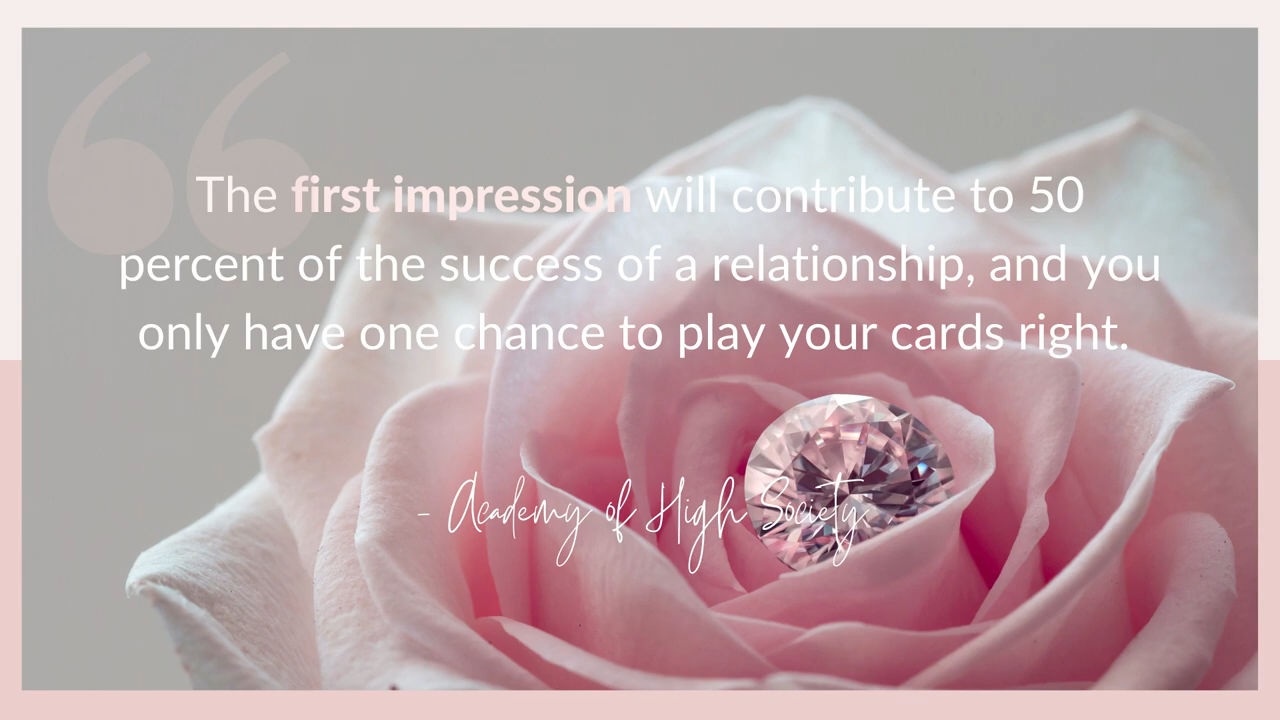 The first impression will contribute to 50
percent of the success of a relationship, and you
only have one chance to play your cards right.
- Academy of High Society